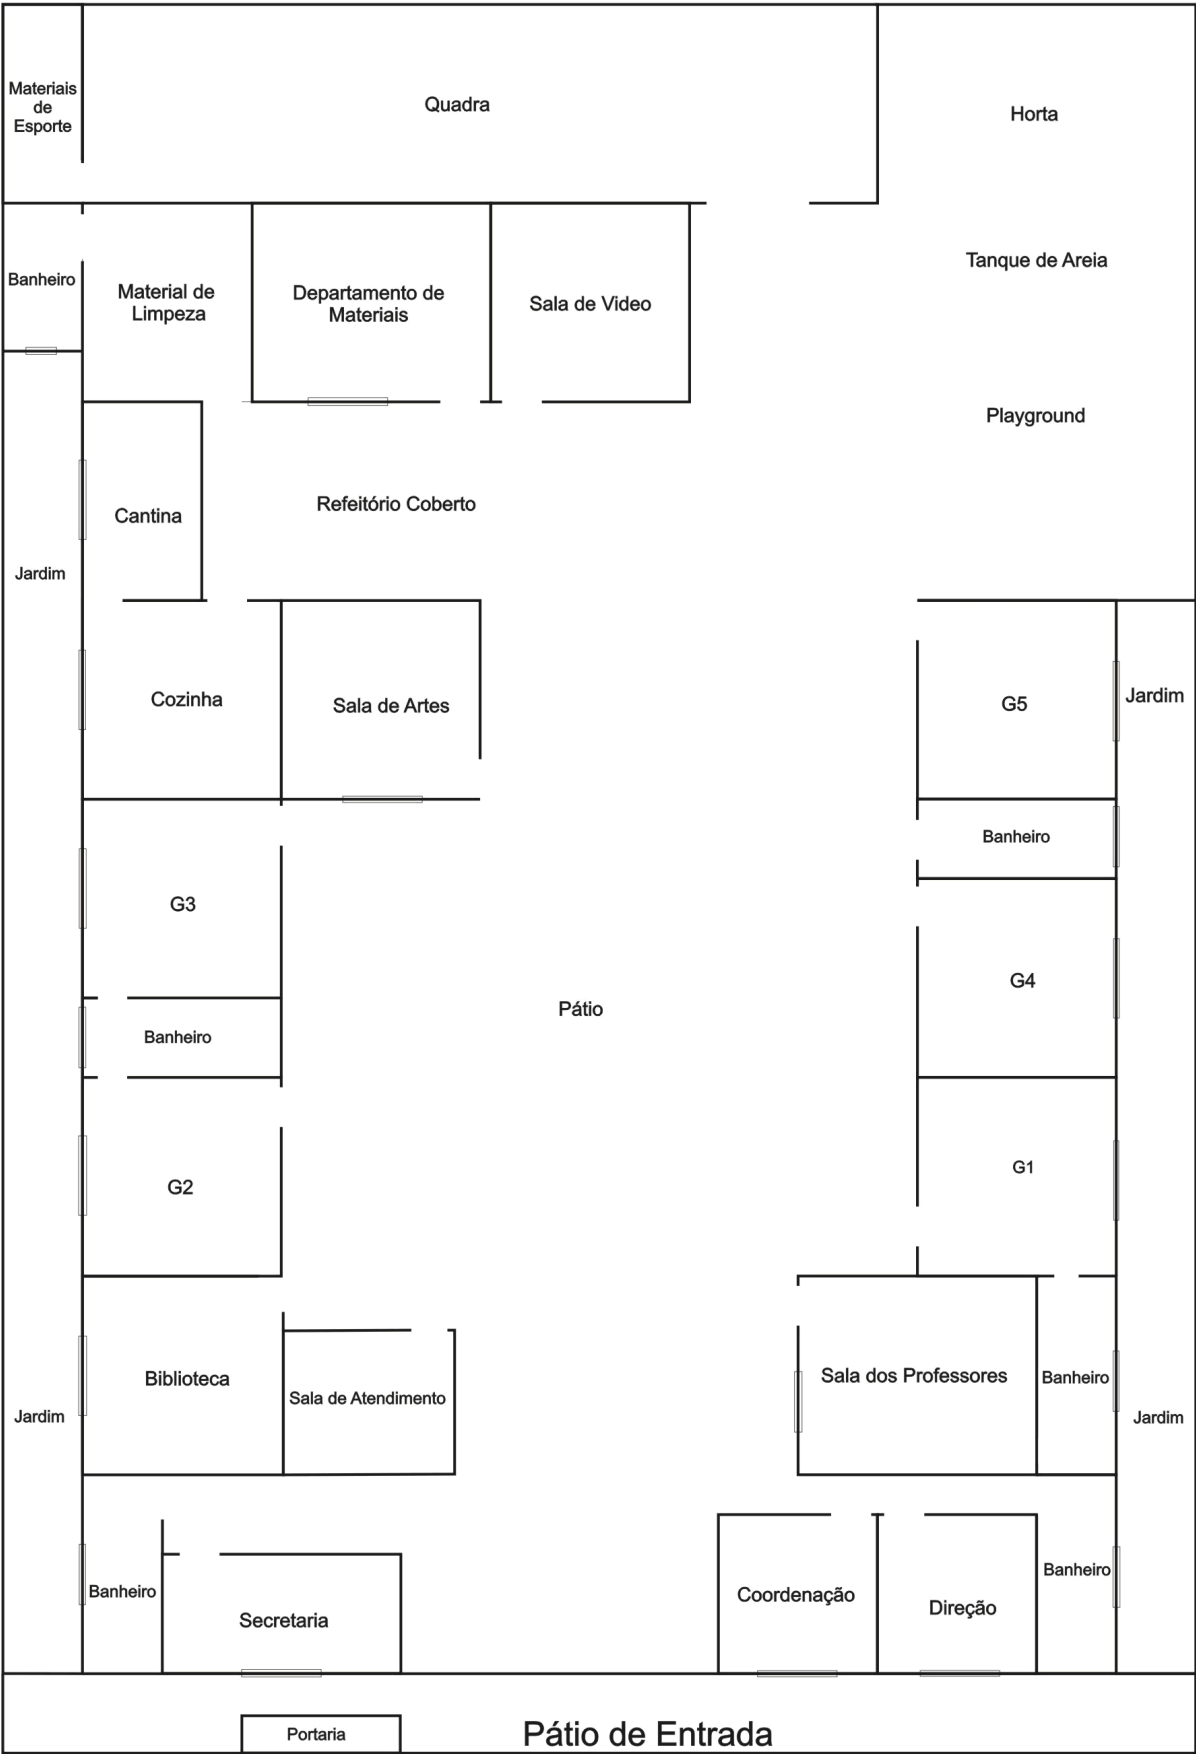 Materiais
de
Esporte
Quadra
Horta
Banheiro
Material de
Limpeza
Departamento de
Materiais
Sala de Video
Tanque de Areia
Playground
Cantina
Refeitório Coberto
Jardim
Cozinha
Sala de Artes
G5
Jardim
Banheiro
G3
G4
Pátio
Banheiro
G1
G2
Biblioteca
Sala de Atendimento
Sala dos Professores
Banheiro
Jardim
Jardim
Banheiro
Secretaria
Coordenação
Direção
Banheiro
Portaria
Pátio de Entrada